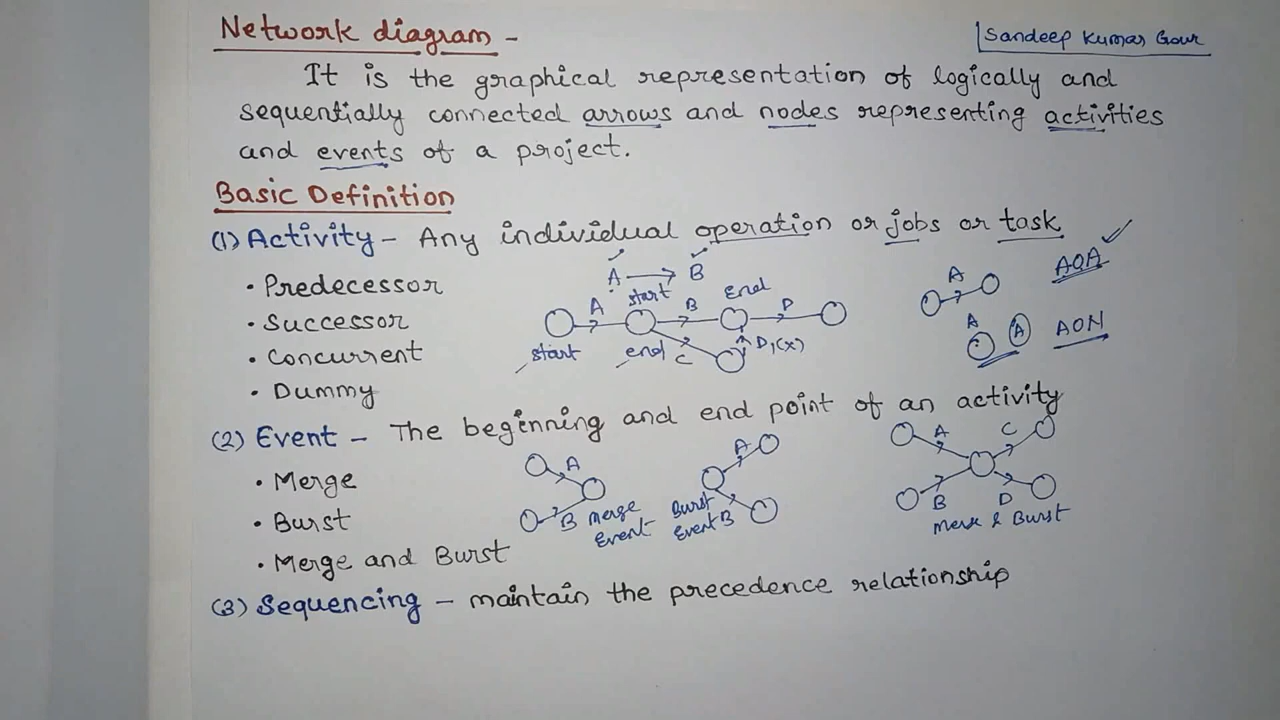 Network diagram -
Sandeep Kumar Gour
It is the graphical representation of logically and
sequentially connected arrows and nodes representing activities
and events of a project.
Basic Definition
(1) Activity - Any individual operation or jobs or task
A → B
• Predecessor
• Successor
• Concurrent
• Dummy
A start B End D
start end C D1(X)
A AOA
A A AON
(2) Event - The beginning and end point of an activity
• Merge
• Burst
• Merge and Burst
A
B Merge
Event
A
Burst
Event B
A C
B D
Merge & Burst
(3) Sequencing - maintain the precedence relationship